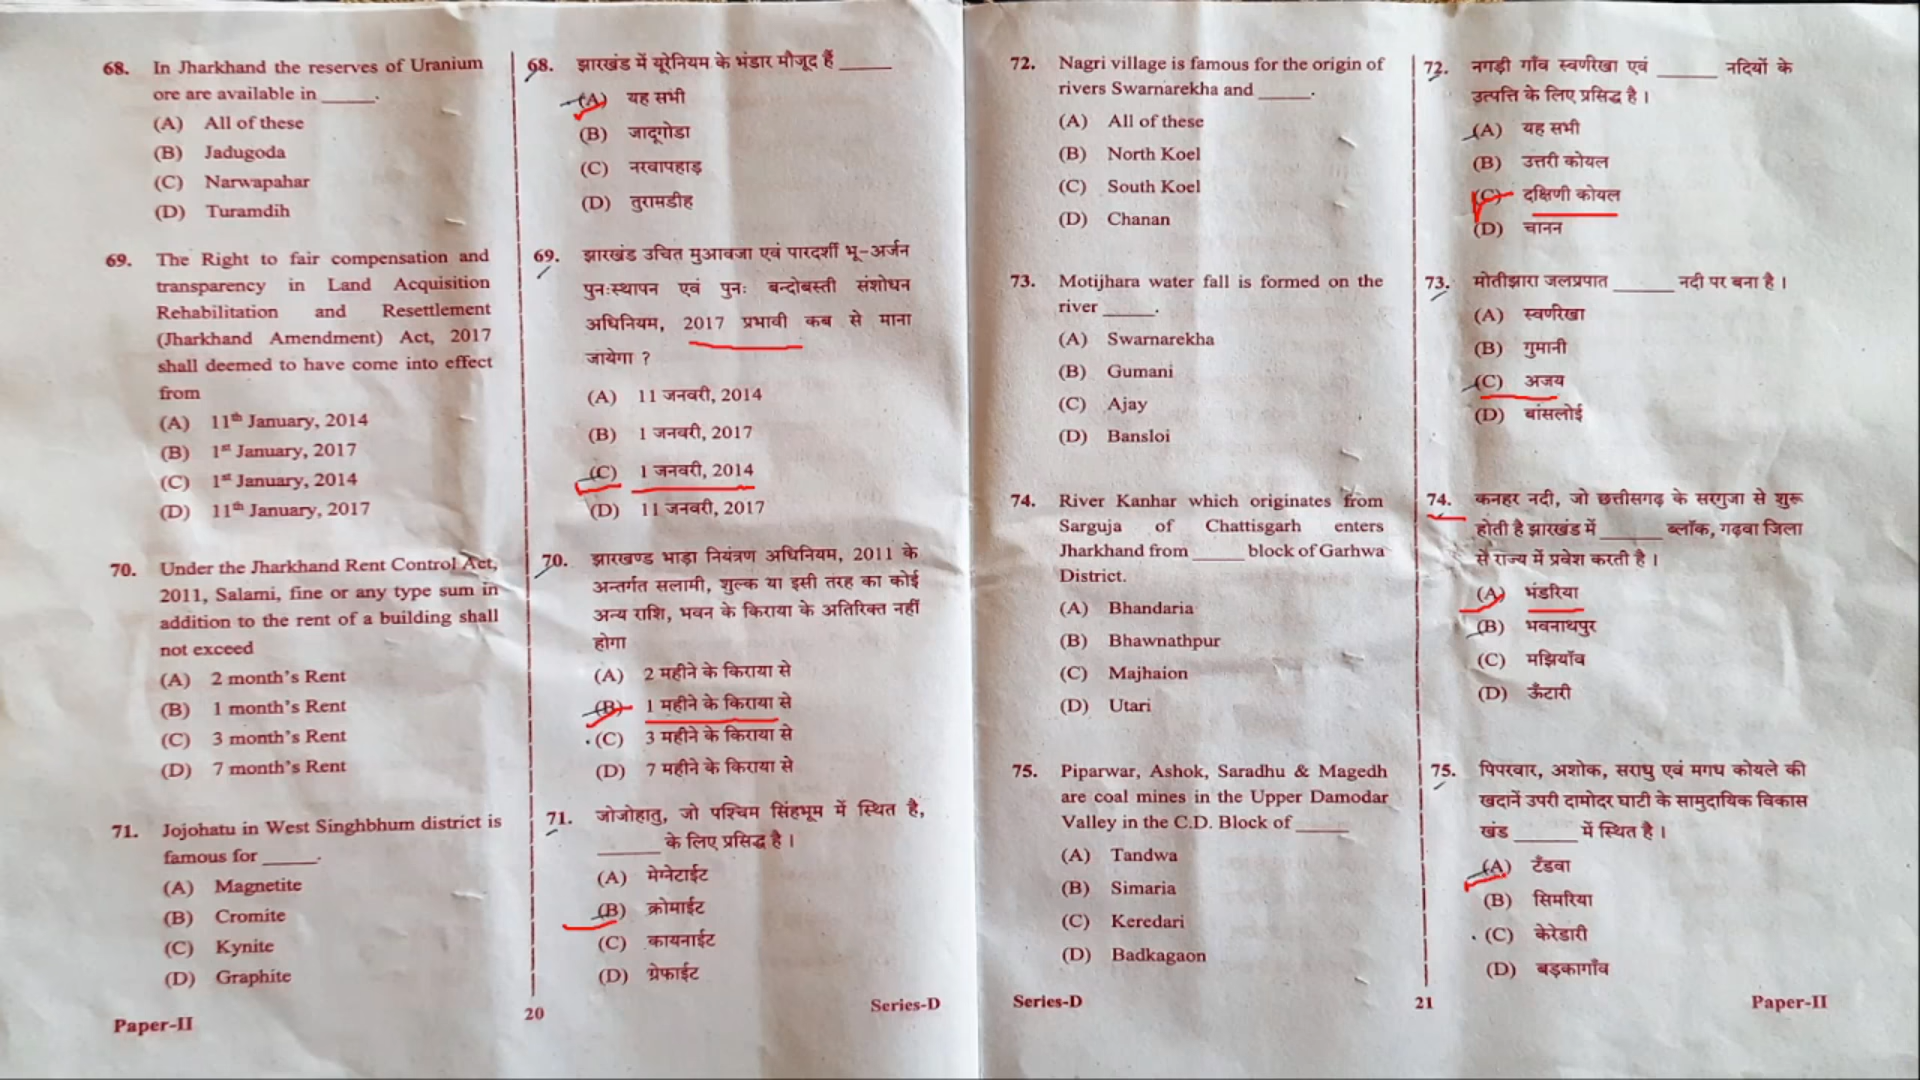 68. In Jharkhand the reserves of Uranium
ore are available in _____.
(A) All of these
(B) Jadugoda
(C) Narwapahar
(D) Turamdih
69. The Right to fair compensation and
transparency in Land Acquisition
Rehabilitation and Resettlement
(Jharkhand Amendment) Act, 2017
shall deemed to have come into effect
from
(A) 11th January, 2014
(B) 1st January, 2017
(C) 1st January, 2014
(D) 11th January, 2017
70. Under the Jharkhand Rent Control Act,
2011, Salami, fine or any type sum in
addition to the rent of a building shall
not exceed
(A) 2 month's Rent
(B) 1 month's Rent
(C) 3 month's Rent
(D) 7 month's Rent
71. Jojohatu in West Singhbhum district is
famous for _____.
(A) Magnetite
(B) Cromite
(C) Kynite
(D) Graphite
68. झारखंड में यूरेनियम के भंडार मौजूद हैं _____
(A) यह सभी
(B) जादूगोडा
(C) नरवापहाड़
(D) तुरामडीह
69. झारखंड उचित मुआवजा एवं पारदर्शी भू-अर्जन
पुनःस्थापन एवं पुनः बन्दोबस्ती संशोधन
अधिनियम, 2017 प्रभावी कब से माना
जायेगा ?
(A) 11 जनवरी, 2014
(B) 1 जनवरी, 2017
(C) 1 जनवरी, 2014
(D) 11 जनवरी, 2017
70. झारखण्ड भाड़ा नियंत्रण अधिनियम, 2011 के
अन्तर्गत सलामी, शुल्क या इसी तरह का कोई
अन्य राशि, भवन के किराया के अतिरिक्त नहीं
होगा
(A) 2 महीने के किराया से
(B) 1 महीने के किराया से
(C) 3 महीने के किराया से
(D) 7 महीने के किराया से
71. जोजोहातु, जो पश्चिम सिंहभूम में स्थित है,
_____ के लिए प्रसिद्ध है।
(A) मेग्नेटाईट
(B) क्रोमाईट
(C) कायनाईट
(D) ग्रेफाईट
Paper-II 20 Series-D
72. Nagri village is famous for the origin of
rivers Swarnarekha and _____.
(A) All of these
(B) North Koel
(C) South Koel
(D) Chanan
73. Motijhara water fall is formed on the
river _____.
(A) Swarnarekha
(B) Gumani
(C) Ajay
(D) Bansloi
74. River Kanhar which originates from
Sarguja of Chattisgarh enters
Jharkhand from _____ block of Garhwa
District.
(A) Bhandaria
(B) Bhawnathpur
(C) Majhaion
(D) Utari
75. Piparwar, Ashok, Saradhu & Magedh
are coal mines in the Upper Damodar
Valley in the C.D. Block of _____
(A) Tandwa
(B) Simaria
(C) Keredari
(D) Badkagaon
72. नगड़ी गाँव स्वर्णरेखा एवं _____ नदियों के
उत्पत्ति के लिए प्रसिद्ध है।
(A) यह सभी
(B) उत्तरी कोयल
(C) दक्षिणी कोयल
(D) चानन
73. मोतीझारा जलप्रपात _____ नदी पर बना है।
(A) स्वर्णरेखा
(B) गुमानी
(C) अजय
(D) बांसलोई
74. कनहर नदी, जो छत्तीसगढ़ के सरगुजा से शुरू
होती है झारखंड में _____ ब्लॉक, गढ़वा जिला
से राज्य में प्रवेश करती है।
(A) भंडरिया
(B) भवनाथपुर
(C) मझियाँव
(D) ऊँटारी
75. पिपरवार, अशोक, सराधु एवं मगध कोयले की
खदानें उपरी दामोदर घाटी के सामुदायिक विकास
खंड _____ में स्थित है।
(A) टँडवा
(B) सिमरिया
(C) केरेडारी
(D) बड़कागाँव
Series-D 21 Paper-II